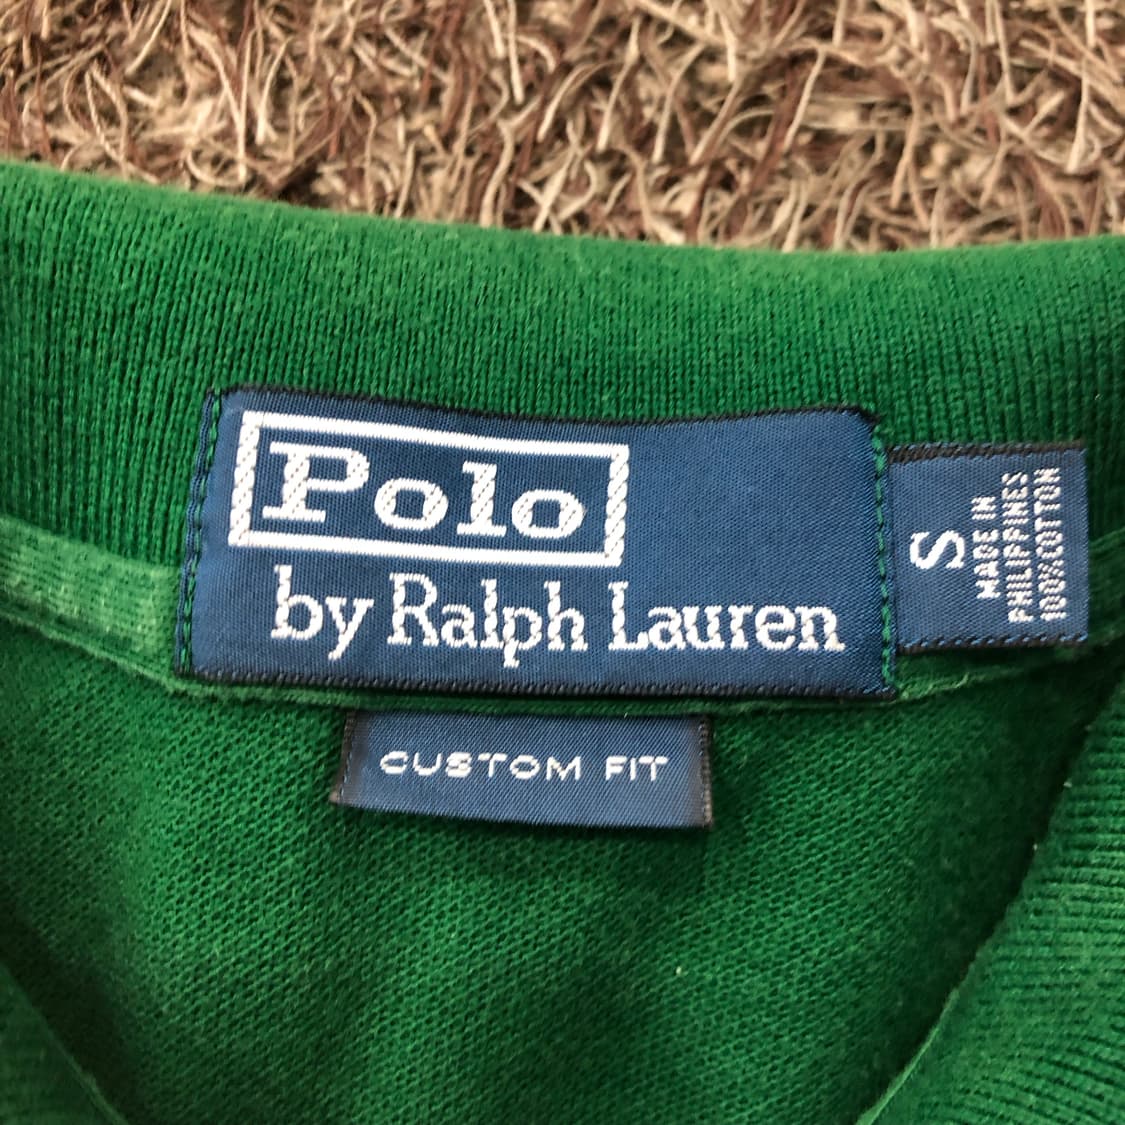 Polo
by Ralph Lauren
CUSTOM FIT
S
MADE IN
PHILIPPINES
100% COTTON